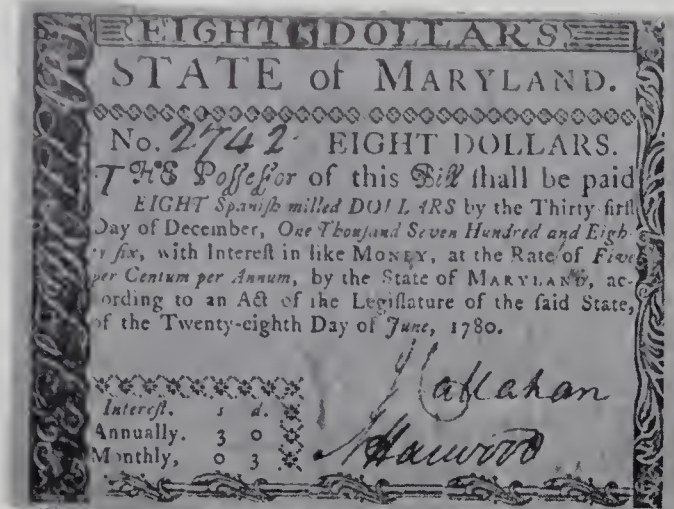 EIGHT DOLLARS
STATE of MARYLAND.
No. 2742 EIGHT DOLLARS.
THE Poſſeſſor of this Bill ſhall be paid
EIGHT Spaniſh milled DOLLARS by the Thirty-firſt
Day of December, One Thouſand Seven Hundred and Eigh-
ty ſix, with Intereſt in like MONEY, at the Rate of Five
per Centum per Annum, by the State of MARYLAND, ac-
cording to an Act of the Legiſlature of the ſaid State,
of the Twenty-eighth Day of June, 1780.
J Callahan
Intereſt. s d.
Annually. 3 0
Monthly, 0 3
Harwood